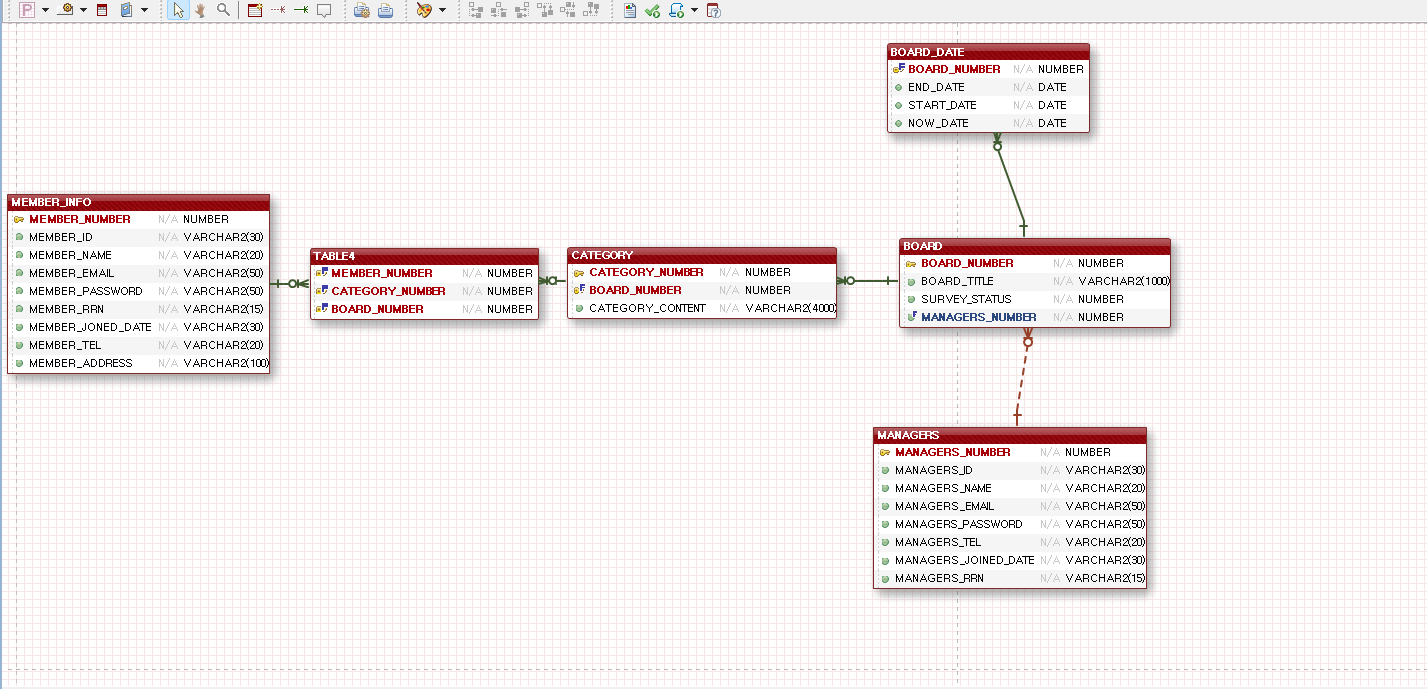 BOARD_DATE
BOARD_NUMBER N/A NUMBER
END_DATE N/A DATE
START_DATE N/A DATE
NOW_DATE N/A DATE
MEMBER_INFO
MEMBER_NUMBER N/A NUMBER
MEMBER_ID N/A VARCHAR2(30)
MEMBER_NAME N/A VARCHAR2(20)
MEMBER_EMAIL N/A VARCHAR2(50)
MEMBER_PASSWORD N/A VARCHAR2(50)
MEMBER_RRN N/A VARCHAR2(15)
MEMBER_JONED_DATE N/A VARCHAR2(30)
MEMBER_TEL N/A VARCHAR2(20)
MEMBER_ADDRESS N/A VARCHAR2(100)
TABLE4
MEMBER_NUMBER N/A NUMBER
CATEGORY_NUMBER N/A NUMBER
BOARD_NUMBER N/A NUMBER
CATEGORY
CATEGORY_NUMBER N/A NUMBER
BOARD_NUMBER N/A NUMBER
CATEGORY_CONTENT N/A VARCHAR2(4000)
BOARD
BOARD_NUMBER N/A NUMBER
BOARD_TITLE N/A VARCHAR2(1000)
SURVEY_STATUS N/A NUMBER
MANAGERS_NUMBER N/A NUMBER
MANAGERS
MANAGERS_NUMBER N/A NUMBER
MANAGERS_ID N/A VARCHAR2(30)
MANAGERS_NAME N/A VARCHAR2(20)
MANAGERS_EMAIL N/A VARCHAR2(50)
MANAGERS_PASSWORD N/A VARCHAR2(50)
MANAGERS_TEL N/A VARCHAR2(20)
MANAGERS_JOINED_DATE N/A VARCHAR2(30)
MANAGERS_RRN N/A VARCHAR2(15)